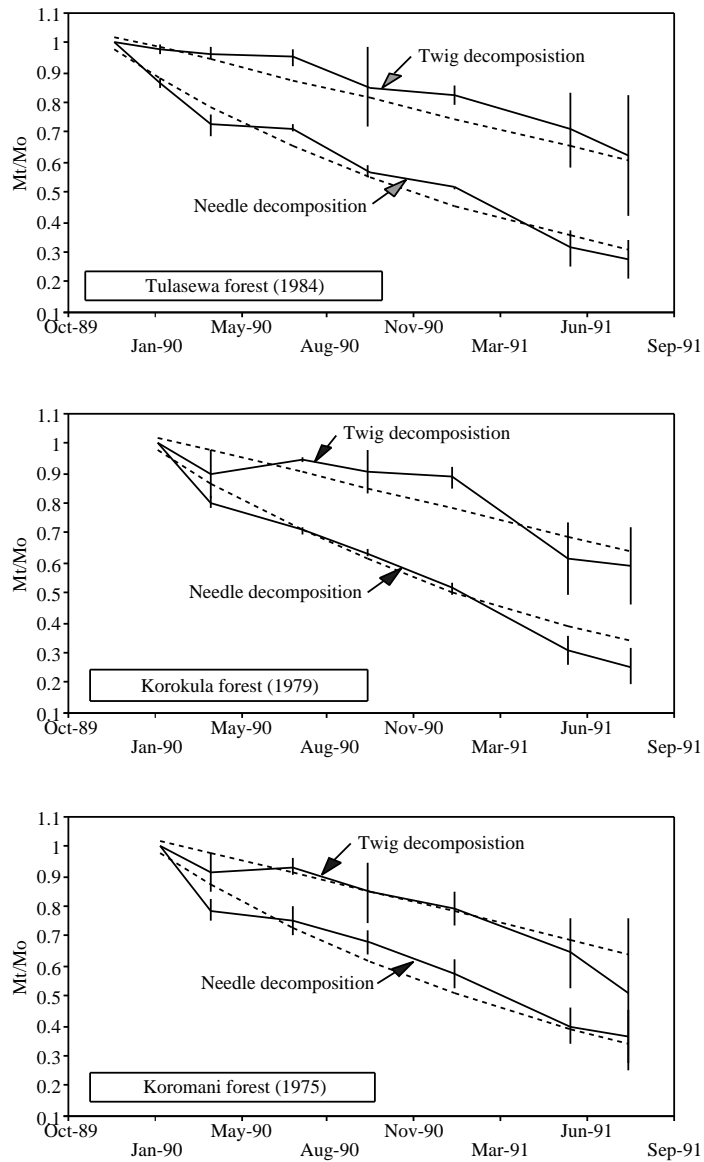 1.1
1
0.9
0.8
0.7
0.6
0.5
0.4
0.3
0.2
0.1
Mt/Mo
Twig decomposistion
Needle decomposition
Tulasewa forest (1984)
Oct-89 May-90 Nov-90 Jun-91
Jan-90 Aug-90 Mar-91 Sep-91
1.1
1
0.9
0.8
0.7
0.6
0.5
0.4
0.3
0.2
0.1
Mt/Mo
Twig decomposistion
Needle decomposition
Korokula forest (1979)
Oct-89 May-90 Nov-90 Jun-91
Jan-90 Aug-90 Mar-91 Sep-91
1.1
1
0.9
0.8
0.7
0.6
0.5
0.4
0.3
0.2
0.1
Mt/Mo
Twig decomposistion
Needle decomposition
Koromani forest (1975)
Oct-89 May-90 Nov-90 Jun-91
Jan-90 Aug-90 Mar-91 Sep-91